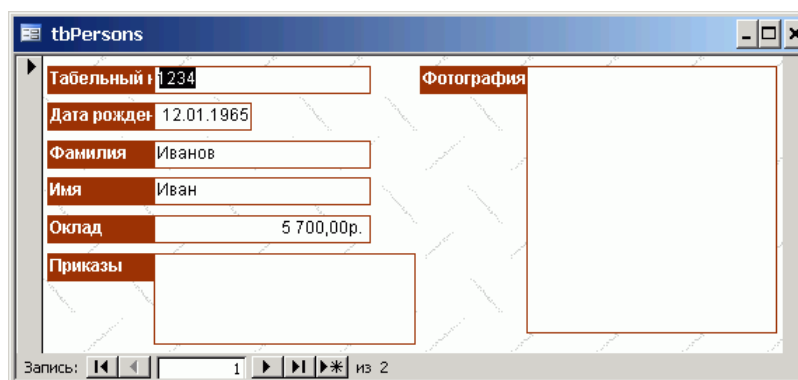 tbPersons
Табельный н 1234
Фотография
Дата рожден 12.01.1965
Фамилия Иванов
Имя Иван
Оклад 5 700,00р.
Приказы
Запись: 1 из 2